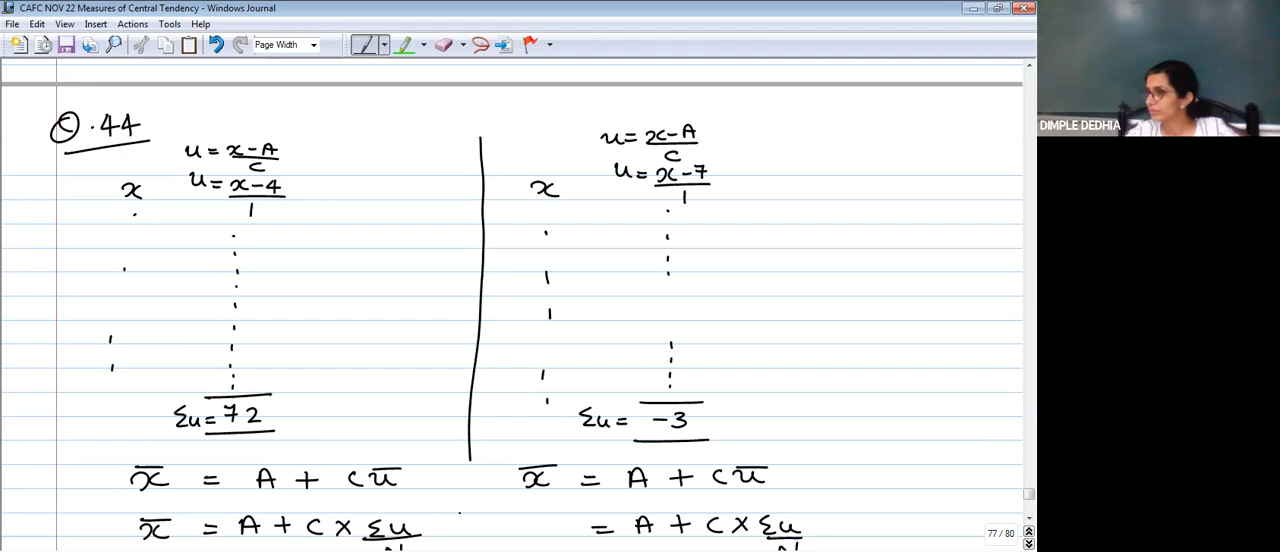 CAFC NOV 22 Measures of Central Tendency - Windows Journal
File Edit View Insert Actions Tools Help
Page Width
C .44
u = x-A/C
u = x-4/1
x
Σu = 72
x̅ = A + C u̅
x̅ = A + C × Σu/N
u = x-A/C
u = x-7/1
x
Σu = -3
x̅ = A + C u̅
= A + C × Σu/N
77 / 80
DIMPLE DEDHIA